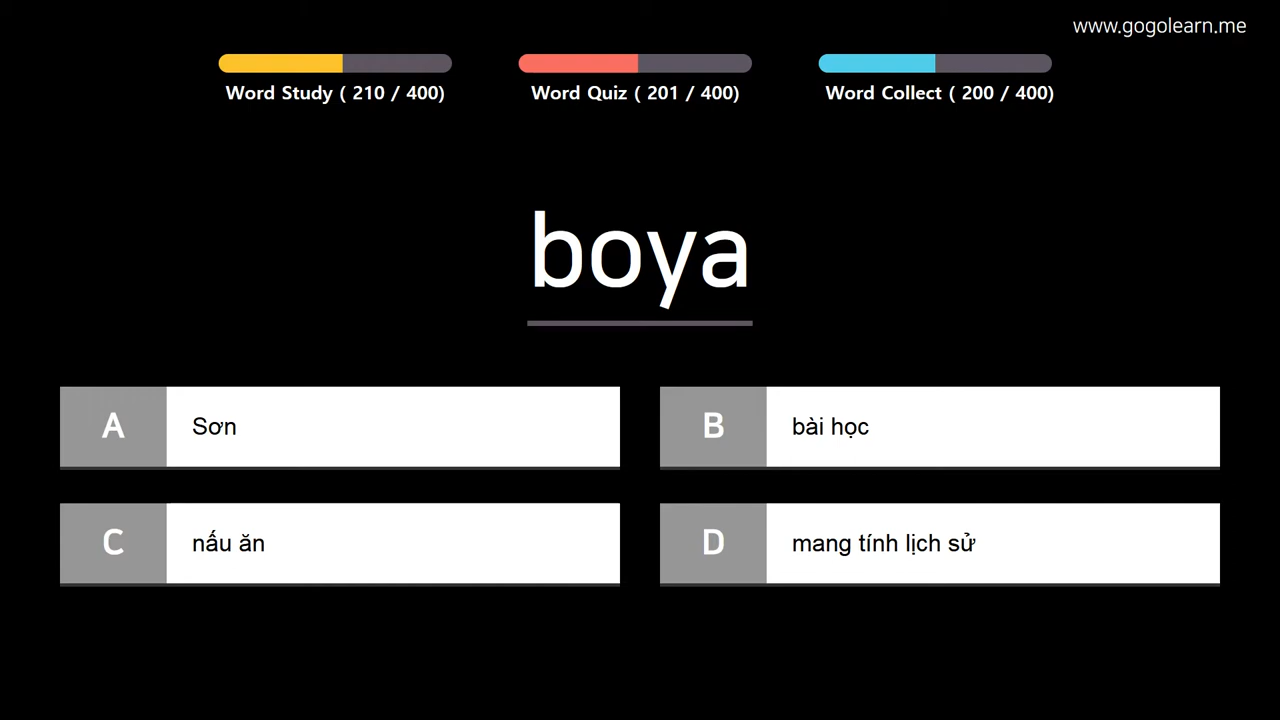 www.gogolearn.me
Word Study ( 210 / 400)
Word Quiz ( 201 / 400)
Word Collect ( 200 / 400)
boya
A Sơn
B bài học
C nấu ăn
D mang tính lịch sử